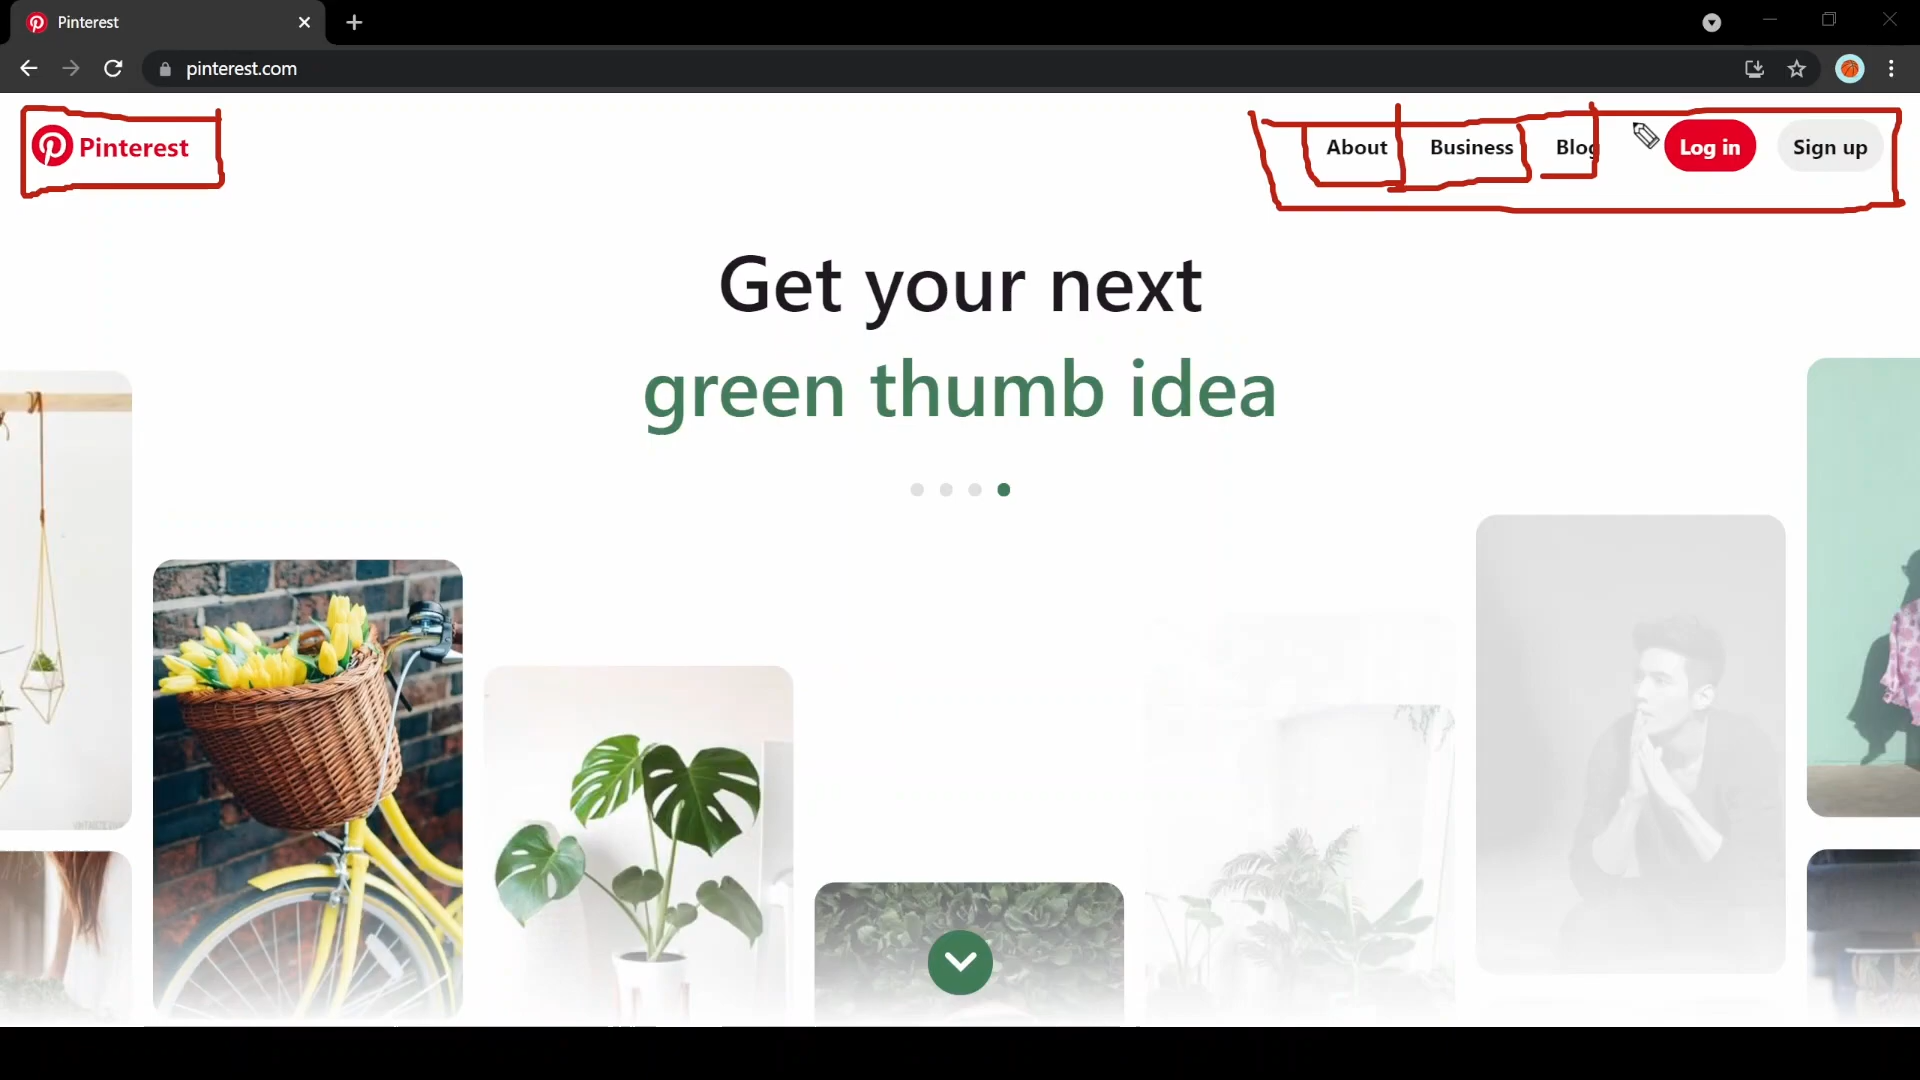 Pinterest
pinterest.com
Pinterest
About Business Blog Log in Sign up
Get your next
green thumb idea